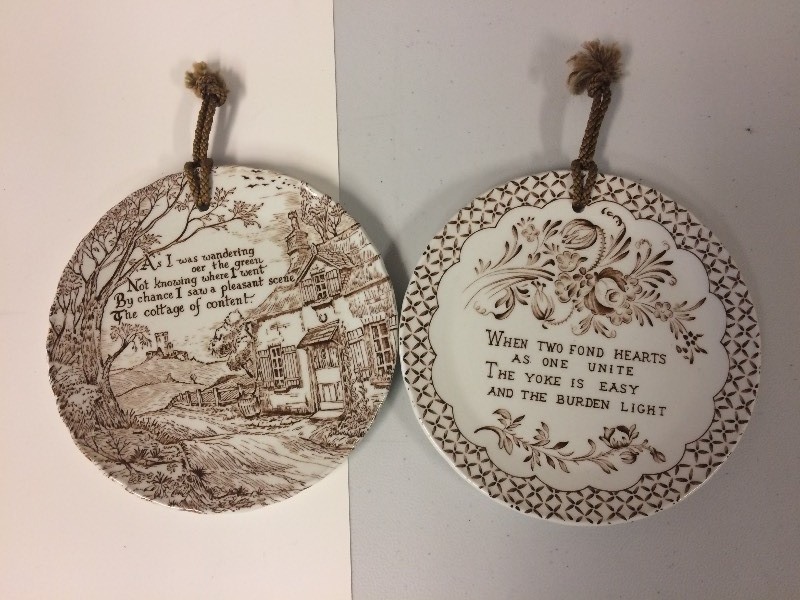 As I was wandering
oer the green
Not knowing where I went
By chance I saw a pleasant scene
The cottage of content.
WHEN TWO FOND HEARTS
AS ONE UNITE
THE YOKE IS EASY
AND THE BURDEN LIGHT